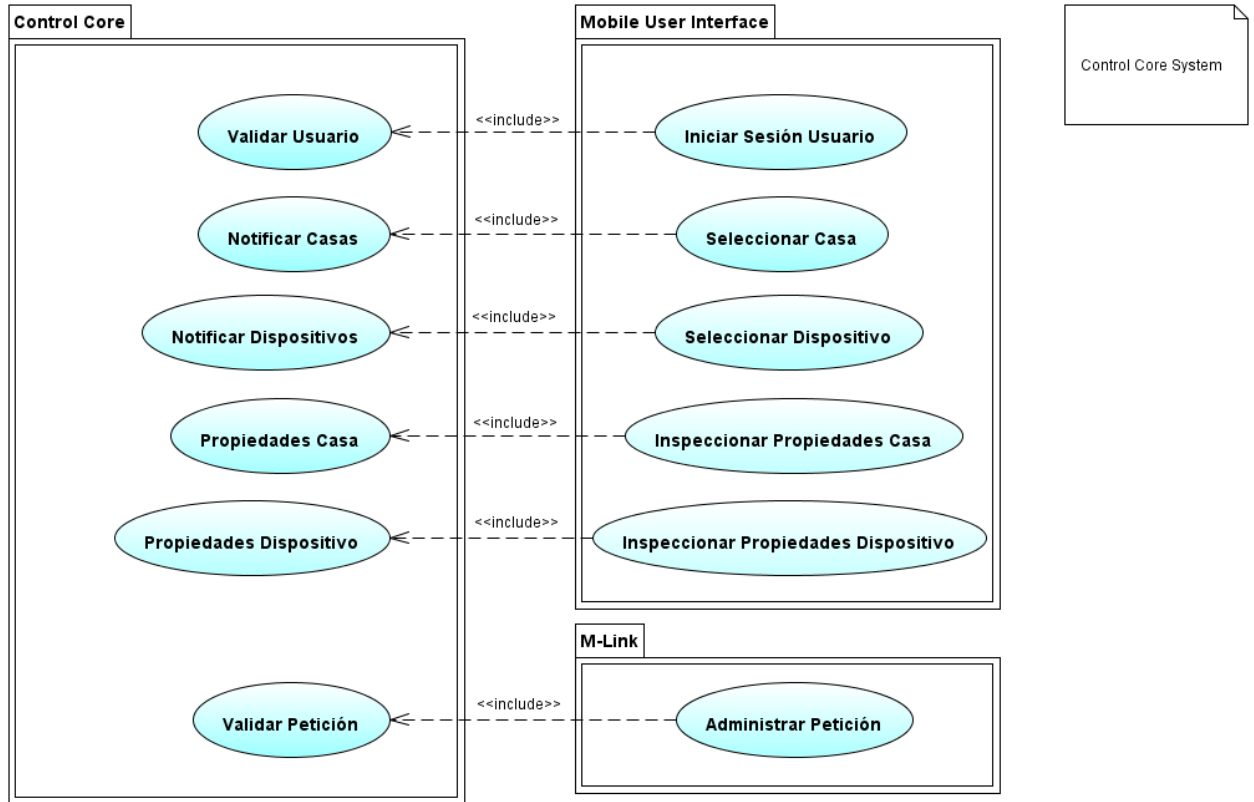 Control Core
Mobile User Interface
Control Core System
Validar Usuario
<<include>>
Iniciar Sesión Usuario
Notificar Casas
<<include>>
Seleccionar Casa
Notificar Dispositivos
<<include>>
Seleccionar Dispositivo
Propiedades Casa
<<include>>
Inspeccionar Propiedades Casa
Propiedades Dispositivo
<<include>>
Inspeccionar Propiedades Dispositivo
M-Link
Validar Petición
<<include>>
Administrar Petición